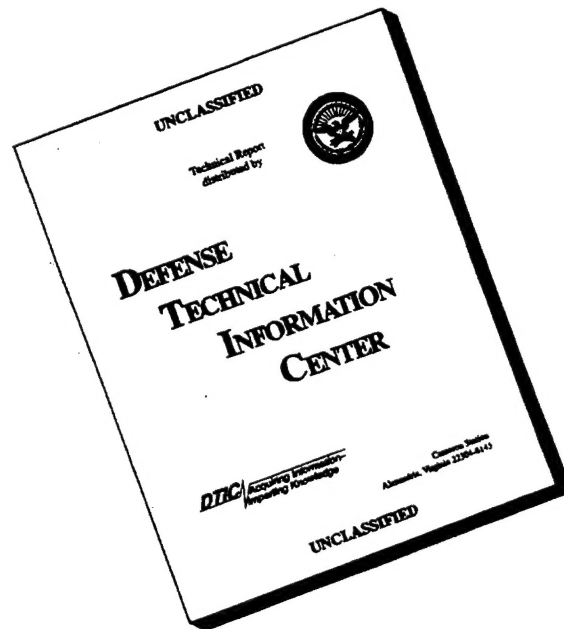 UNCLASSIFIED
Technical Report
distributed by
DEFENSE
TECHNICAL
INFORMATION
CENTER
DTIC
Acquiring Information–
Imparting Knowledge
Cameron Station
Alexandria, Virginia 22304-6145
UNCLASSIFIED